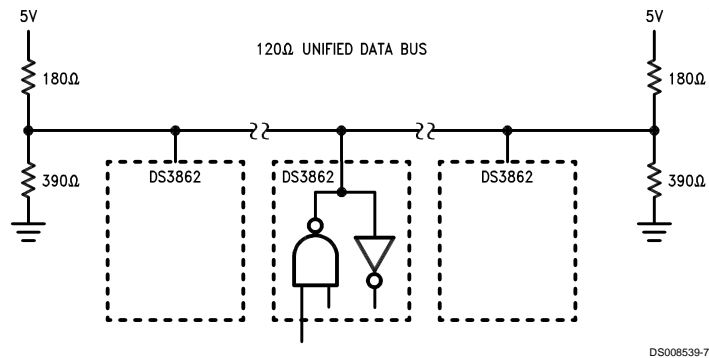 5V
5V
120Ω UNIFIED DATA BUS
180Ω
180Ω
DS3862
DS3862
DS3862
390Ω
390Ω
DS008539-7